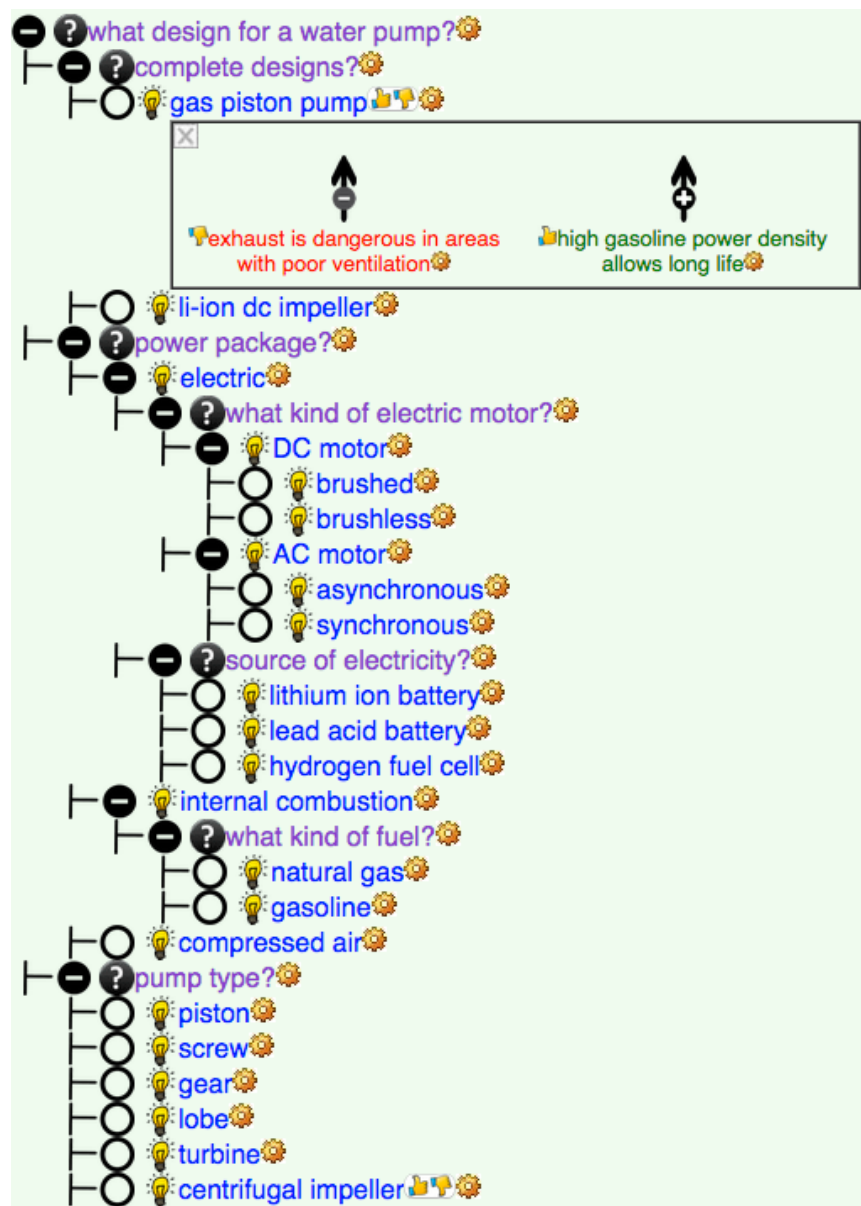 what design for a water pump?
complete designs?
gas piston pump
exhaust is dangerous in areas
with poor ventilation
high gasoline power density
allows long life
li-ion dc impeller
power package?
electric
what kind of electric motor?
DC motor
brushed
brushless
AC motor
asynchronous
synchronous
source of electricity?
lithium ion battery
lead acid battery
hydrogen fuel cell
internal combustion
what kind of fuel?
natural gas
gasoline
compressed air
pump type?
piston
screw
gear
lobe
turbine
centrifugal impeller